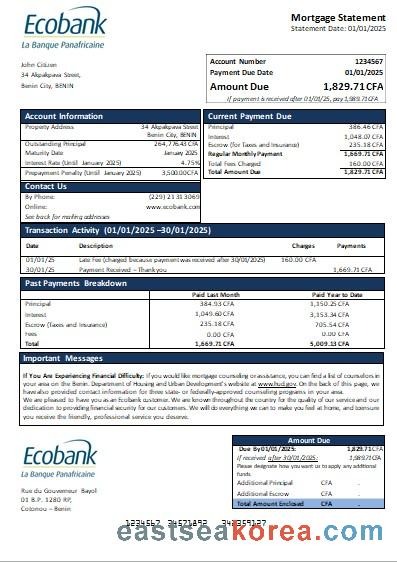 Ecobank
La Banque Panafricaine
Mortgage Statement
Statement Date: 01/01/2025
John Citizen
34 Akpakpava Street,
Benin City, BENIN
Account Number 1234567
Payment Due Date 01/01/2025
Amount Due 1,829.71 CFA
If payment is received after 01/01/25, pay 1,989.71 CFA
Account Information
Property Address 34 Akpakpava Street
Benin City, BENIN
Outstanding Principal 264,776.43 CFA
Maturity Date January 2025
Interest Rate (Until January 2025) 4.75%
Prepayment Penalty (Until January 2025) 3,500.00 CFA
Contact Us
By Phone: (229) 21 31 3069
Online: www.ecobank.com
See back for mailing addresses
Current Payment Due
Principal 386.46 CFA
Interest 1,048.07 CFA
Escrow (for Taxes and Insurance) 235.18 CFA
Regular Monthly Payment 1,669.71 CFA
Total Fees Charged 160.00 CFA
Total Amount Due 1,829.71 CFA
Transaction Activity (01/01/2025 –30/01/2025)
Date Description Charges Payments
01/01/25 Late Fee (charged because payment was received after 30/01/2025) 160.00 CFA
30/01/25 Payment Received – Thank you 1,669.71 CFA
Past Payments Breakdown
Paid Last Month Paid Year to Date
Principal 384.93 CFA 1,150.25 CFA
Interest 1,049.60 CFA 3,153.34 CFA
Escrow (Taxes and Insurance) 235.18 CFA 705.54 CFA
Fees 0.00 CFA 0.00 CFA
Total 1,669.71 CFA 5,009.13 CFA
Important Messages
If You Are Experiencing Financial Difficulty: If you would like mortgage counseling or assistance, you can find a list of counselors in
your area on the Benin. Department of Housing and Urban Development's website at www.hud.gov. On the back of this page, we
have also provided contact information for three state- or federally-approved counseling programs in your area.
We are pleased to have you as an Ecobank customer. We are known throughout the country for the quality of our service and our
dedication to providing financial security for our customers. We will do everything we can to make you feel at home, and to ensure
you receive the friendly, professional service you deserve.
Ecobank
La Banque Panafricaine
Rue du Gouverneur Bayol
01 B.P. 1280 RP,
Cotonou – Benin
Amount Due
Due By 01/01/2025: 1,829.71 CFA
If received after 30/01/2025: 1,989.71 CFA
Please designate how you want us to apply any additional
funds.
Additional Principal CFA .
Additional Escrow CFA .
Total Amount Enclosed CFA .
1234567 34571892
eastseakorea.com